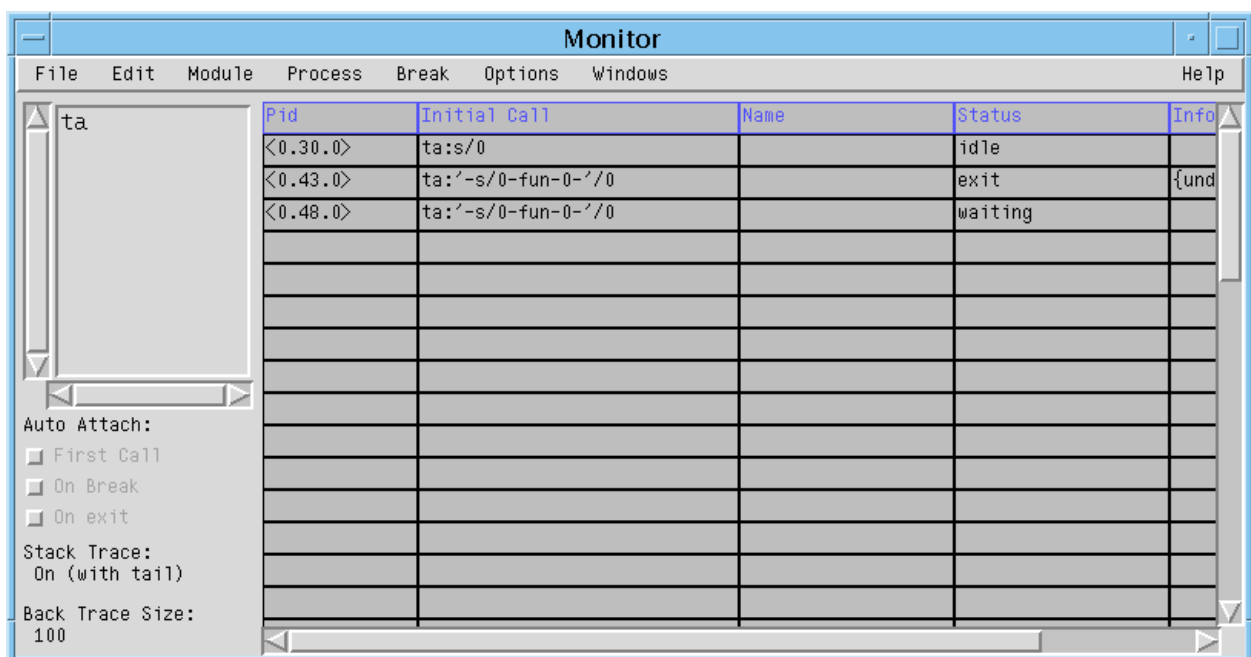 Monitor
File Edit Module Process Break Options Windows Help
ta
Pid Initial Call Name Status Info
<0.30.0> ta:s/0 idle
<0.43.0> ta:′-s/0-fun-0-′/0 exit {und
<0.48.0> ta:′-s/0-fun-0-′/0 waiting
Auto Attach:
First Call
On Break
On exit
Stack Trace:
On (with tail)
Back Trace Size:
100